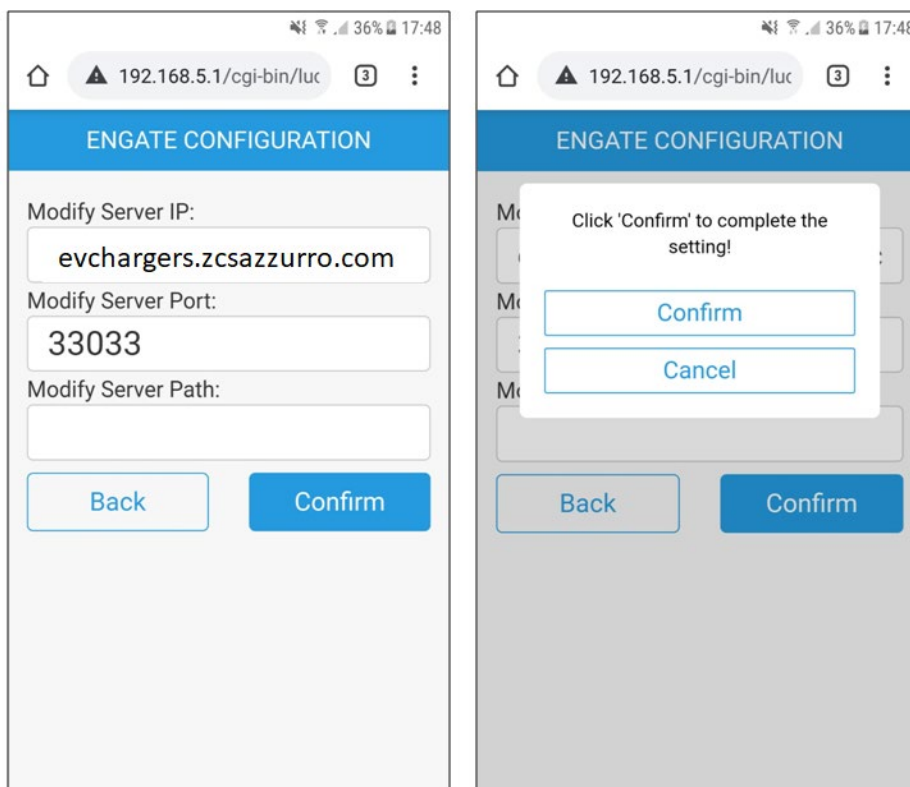 36% 17:48
192.168.5.1/cgi-bin/luc 3
ENGATE CONFIGURATION
Modify Server IP:
evchargers.zcsazzurro.com
Modify Server Port:
33033
Modify Server Path:
Back Confirm
36% 17:48
192.168.5.1/cgi-bin/luc 3
ENGATE CONFIGURATION
Click 'Confirm' to complete the
setting!
Confirm
Cancel
Back Confirm